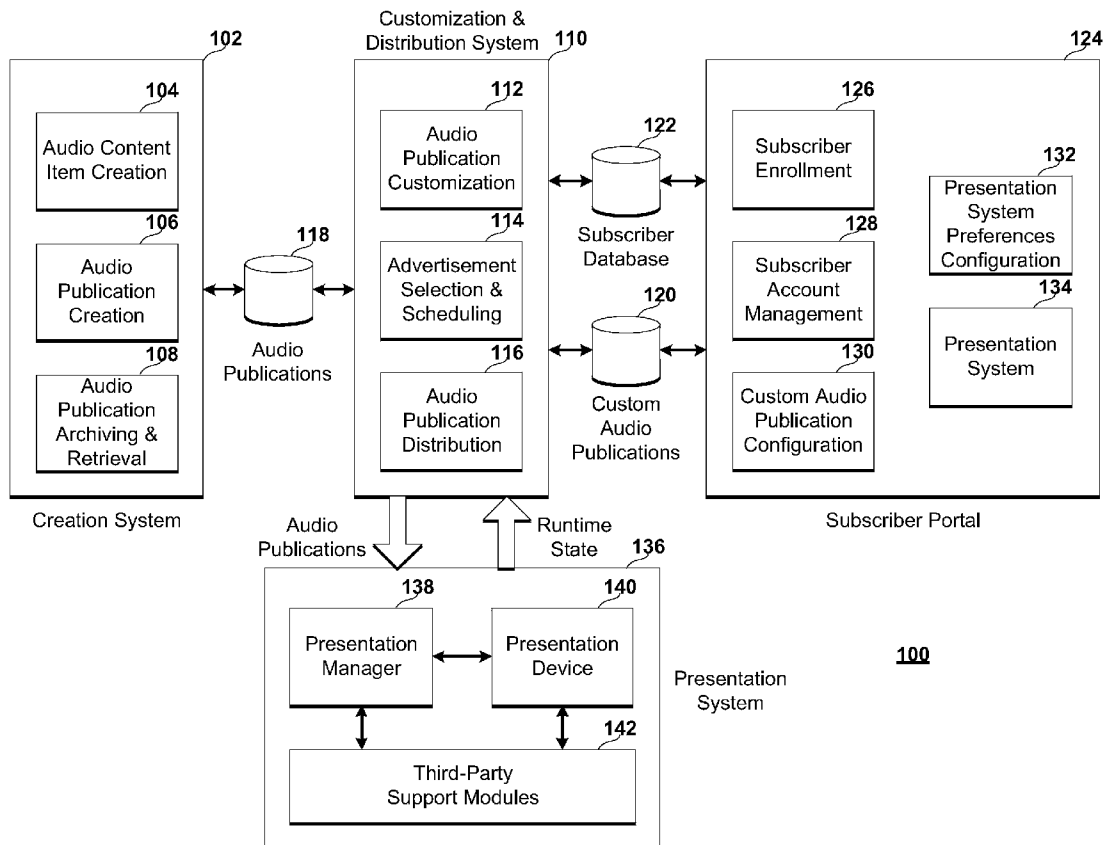 Customization &
Distribution System
102
110
124
104
Audio Content
Item Creation
106
Audio
Publication
Creation
108
Audio
Publication
Archiving &
Retrieval
Creation System
118
Audio
Publications
112
Audio
Publication
Customization
114
Advertisement
Selection &
Scheduling
116
Audio
Publication
Distribution
122
Subscriber
Database
120
Custom
Audio
Publications
126
Subscriber
Enrollment
128
Subscriber
Account
Management
130
Custom Audio
Publication
Configuration
132
Presentation
System
Preferences
Configuration
134
Presentation
System
Subscriber Portal
Audio
Publications
Runtime
State
136
138
Presentation
Manager
140
Presentation
Device
142
Third-Party
Support Modules
Presentation
System
100